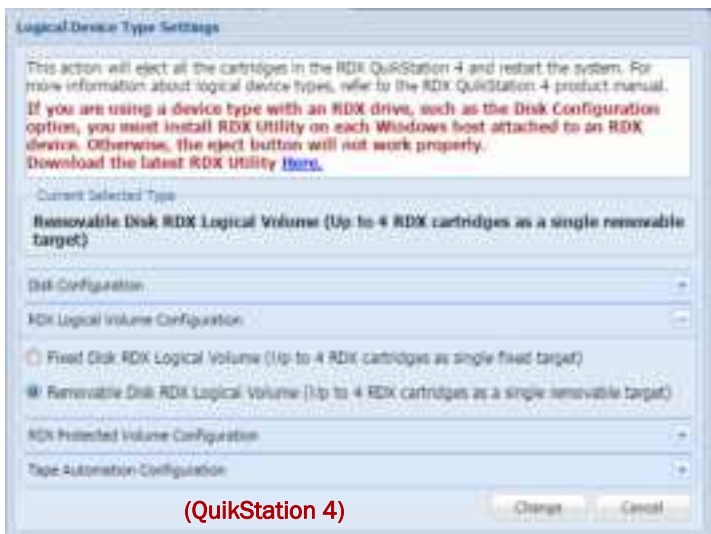 Logical Device Type Settings
This action will eject all the cartridges in the RDX QuikStation 4 and restart the system. For
more information about logical device types, refer to the RDX QuikStation 4 product manual.
If you are using a device type with an RDX drive, such as the Disk Configuration
option, you must install RDX Utility on each Windows host attached to an RDX
device. Otherwise, the eject button will not work properly.
Download the latest RDX Utility Here.
Current Selected Type
Removable Disk RDX Logical Volume (Up to 4 RDX cartridges as a single removable
target)
Disk Configuration
RDX Logical Volume Configuration
Fixed Disk RDX Logical Volume (Up to 4 RDX cartridges as single fixed target)
Removable Disk RDX Logical Volume (Up to 4 RDX cartridges as a single removable target)
RDX Protected Volume Configuration
Tape Automation Configuration
(QuikStation 4)
Change
Cancel